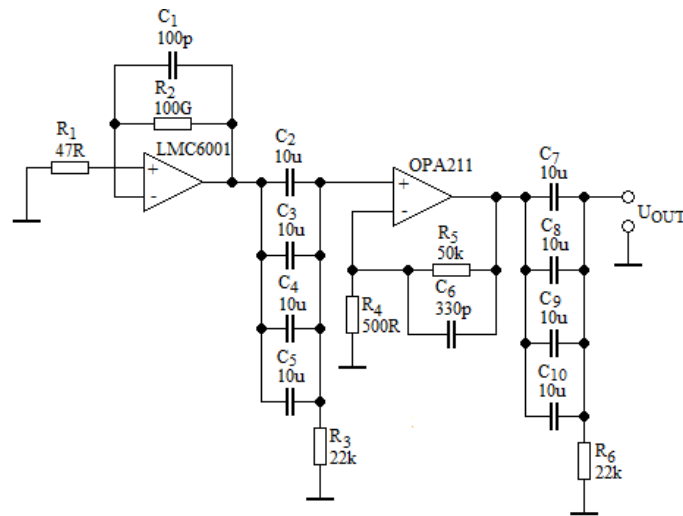 C1
100p
R2
100G
R1
47R
LMC6001
+
-
C2
10u
C3
10u
C4
10u
C5
10u
R3
22k
OPA211
+
-
R5
50k
C6
330p
R4
500R
C7
10u
C8
10u
C9
10u
C10
10u
UOUT
R6
22k